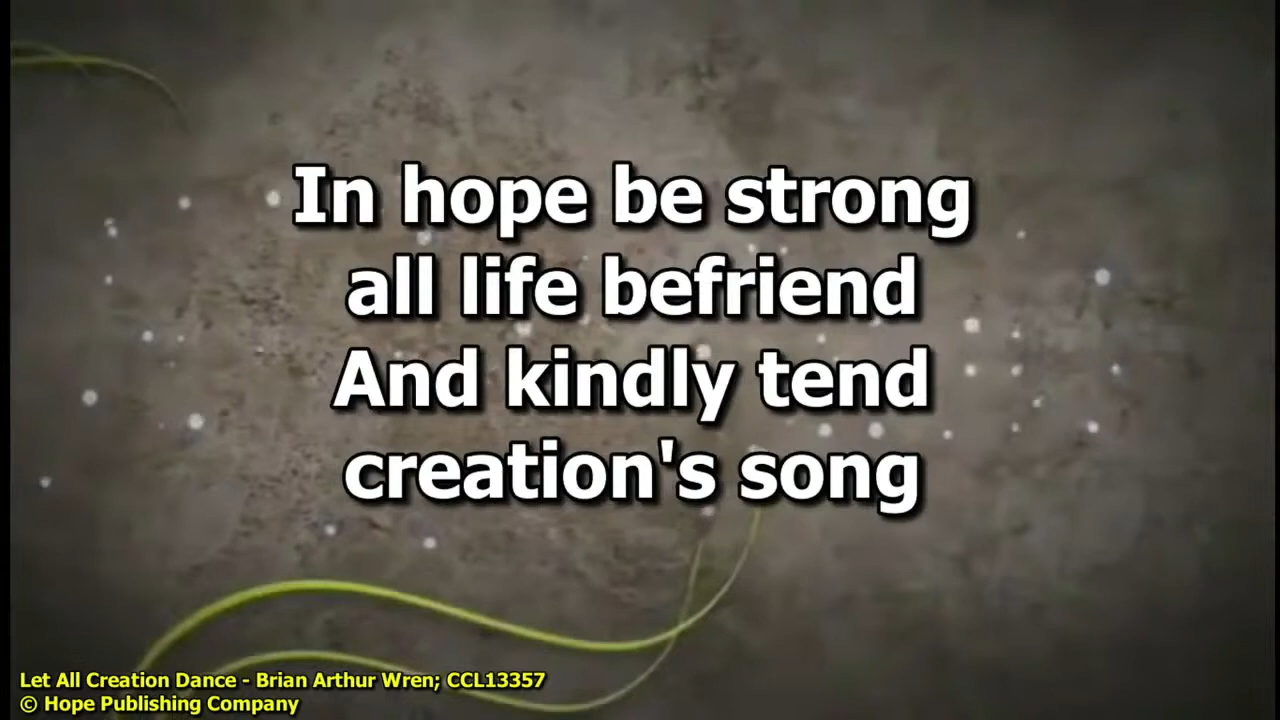 In hope be strong
all life befriend
And kindly tend
creation's song
Let All Creation Dance - Brian Arthur Wren; CCL13357
© Hope Publishing Company